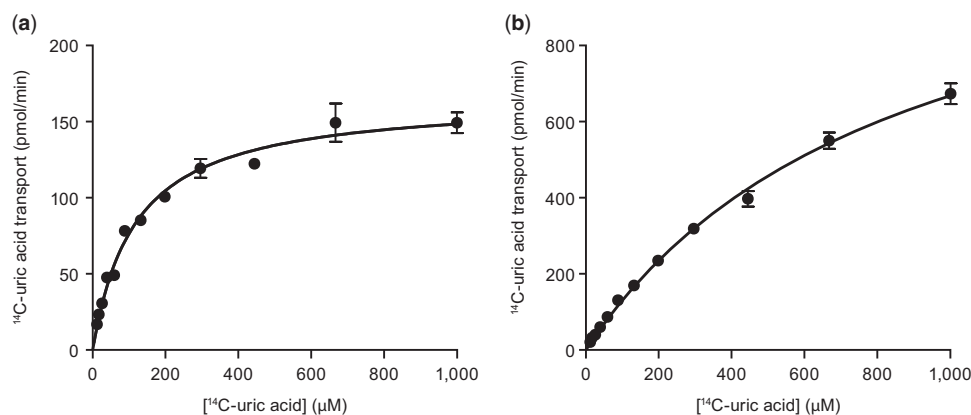 (a)
200
150
100
50
0
¹⁴C-uric acid transport (pmol/min)
0 200 400 600 800 1,000
[¹⁴C-uric acid] (μM)
(b)
800
600
400
200
0
¹⁴C-uric acid transport (pmol/min)
0 200 400 600 800 1,000
[¹⁴C-uric acid] (μM)